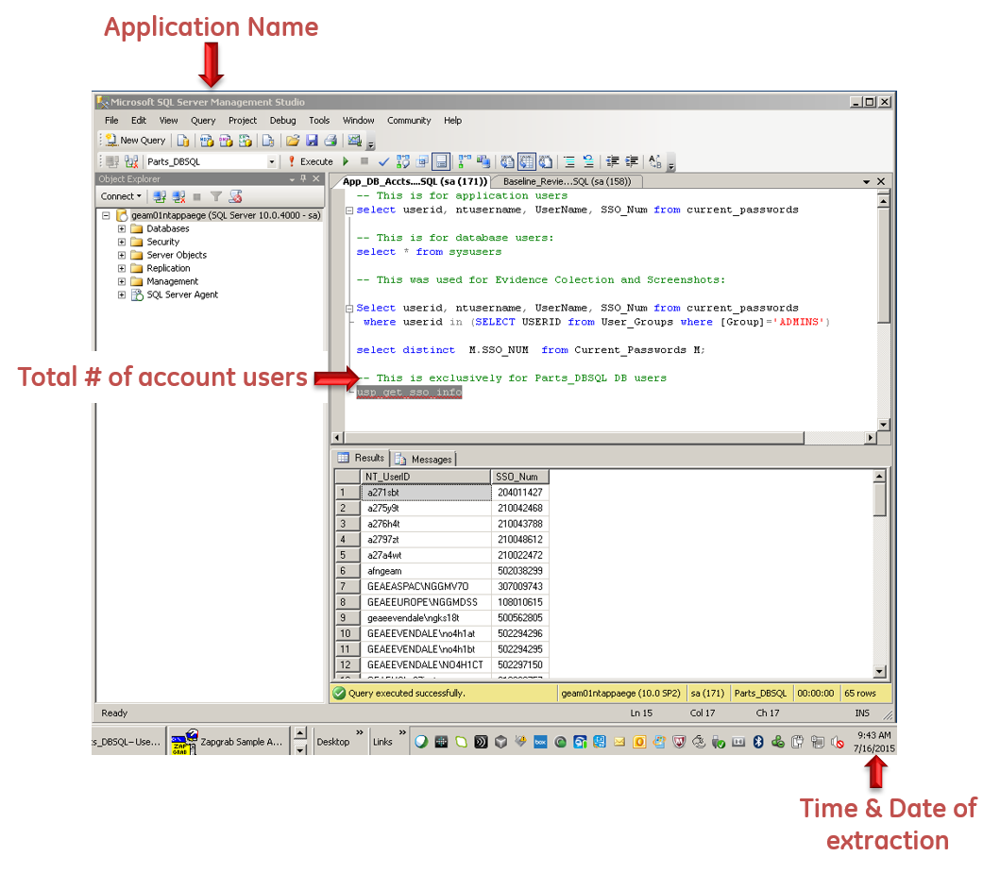 Application Name
Microsoft SQL Server Management Studio
File Edit View Query Project Debug Tools Window Community Help
New Query
Parts_DBSQL Execute
Object Explorer
App_DB_Accts....SQL (sa (171)) Baseline_Revie...SQL (sa (158))
Connect
geam01ntappaege (SQL Server 10.0.4000 - sa)
Databases
Security
Server Objects
Replication
Management
SQL Server Agent
-- This is for application users
select userid, ntusername, UserName, SSO_Num from current_passwords
-- This is for database users:
select * from sysusers
-- This was used for Evidence Colection and Screenshots:
Select userid, ntusername, UserName, SSO_Num from current_passwords
where userid in (SELECT USERID from User_Groups where [Group]='ADMINS')
select distinct M.SSO_NUM from Current_Passwords M;
Total # of account users
-- This is exclusively for Parts_DBSQL DB users
usp_get_sso_info
Results Messages
NT_UserID SSO_Num
1 a271sbt 204011427
2 a275y9t 210042468
3 a276h4t 210043788
4 a2797zt 210048612
5 a27a4wt 210022472
6 afngeam 502038299
7 GEAEASPAC\NGGMV70 307009743
8 GEAEEUROPE\NGGMDSS 108010615
9 geaeevendale\ngks18t 500562805
10 GEAEEVENDALE\no4h1at 502294296
11 GEAEEVENDALE\no4h1bt 502294295
12 GEAEEVENDALE\NO4H1CT 502297150
Query executed successfully. geam01ntappaege (10.0 SP2) sa (171) Parts_DBSQL 00:00:00 65 rows
Ready Ln 15 Col 17 Ch 17 INS
s_DBSQL– Use... ZAP GRAB Zapgrab Sample A... Desktop Links box
9:43 AM
7/16/2015
Time & Date of
extraction